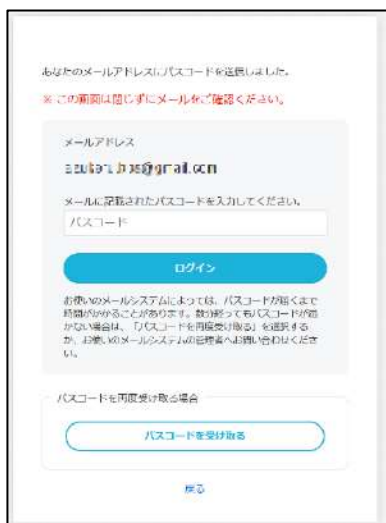 あなたのメールアドレスにパスコードを送信しました。
※ この画面は閉じずにメールをご確認ください。
メールアドレス
@gmail.com
メールに記載されたパスコードを入力してください。
パスコード
ログイン
お使いのメールシステムによっては、パスコードが届くまで
時間がかかることがあります。数分経ってもパスコードが届
かない場合は、「パスコードを再度受け取る」を選択する
か、お使いのメールシステムの管理者へお問い合わせくださ
い。
パスコードを再度受け取る場合
パスコードを受け取る
戻る